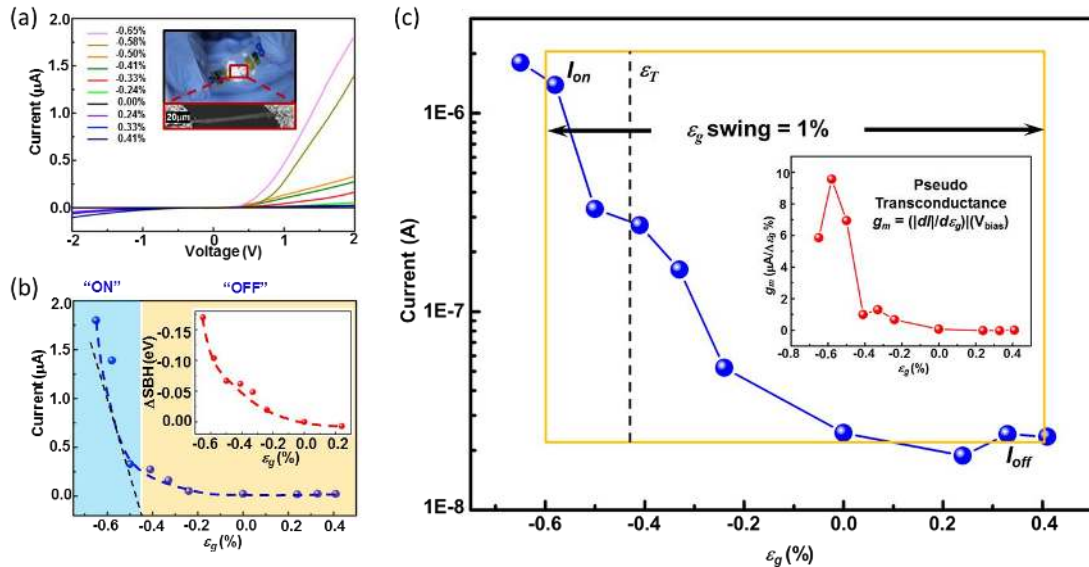 (a)
2.0
1.5
1.0
0.5
0.0
Current (μA)
-0.65%
-0.58%
-0.50%
-0.41%
-0.33%
-0.24%
0.00%
0.24%
0.33%
0.41%
20μm
-2
-1
0
1
2
Voltage (V)
(b)
"ON"
"OFF"
2.0
1.5
1.0
0.5
0.0
Current (μA)
-0.15
-0.10
-0.05
0.00
ΔSBH (eV)
-0.6 -0.4 -0.2 0.0 0.2
εg (%)
-0.6 -0.4 -0.2 0.0 0.2 0.4
εg (%)
(c)
Ion
εT
1E-6
εg swing = 1%
Current (A)
1E-7
10
8
6
4
2
0
gm (μA/Δε0 %)
Pseudo
Transconductance
gm = (|dI|/dεg)|(Vbias)
-0.8 -0.6 -0.4 -0.2 0.0 0.2 0.4
εg (%)
Ioff
1E-8
-0.6 -0.4 -0.2 0.0 0.2 0.4
εg (%)